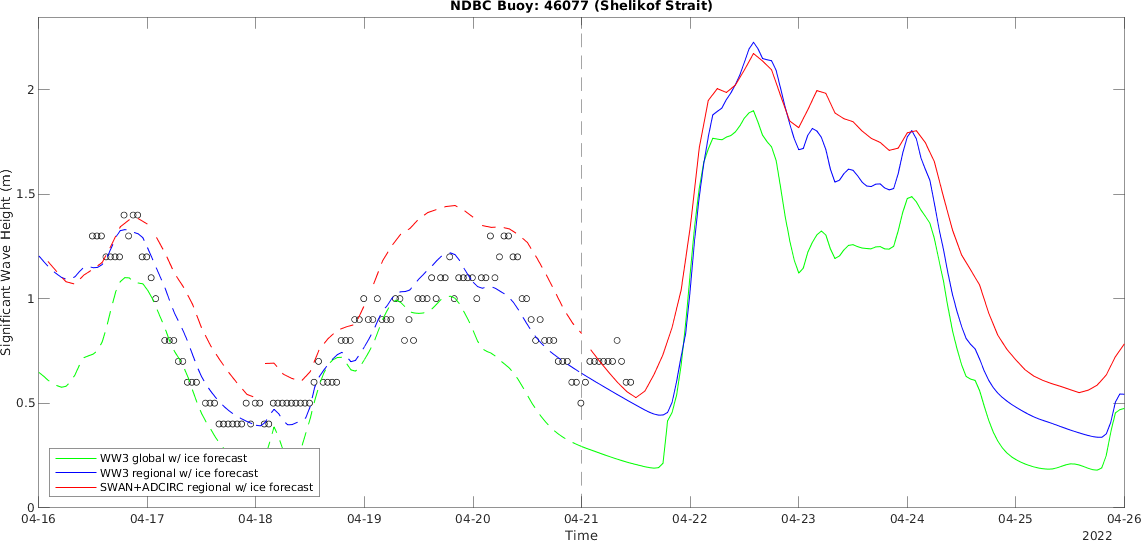 NDBC Buoy: 46077 (Shelikof Strait)
Significant Wave Height (m)
2
1.5
1
0.5
0
WW3 global w/ ice forecast
WW3 regional w/ ice forecast
SWAN+ADCIRC regional w/ ice forecast
04-16 04-17 04-18 04-19 04-20 04-21 04-22 04-23 04-24 04-25 04-26
Time
2022